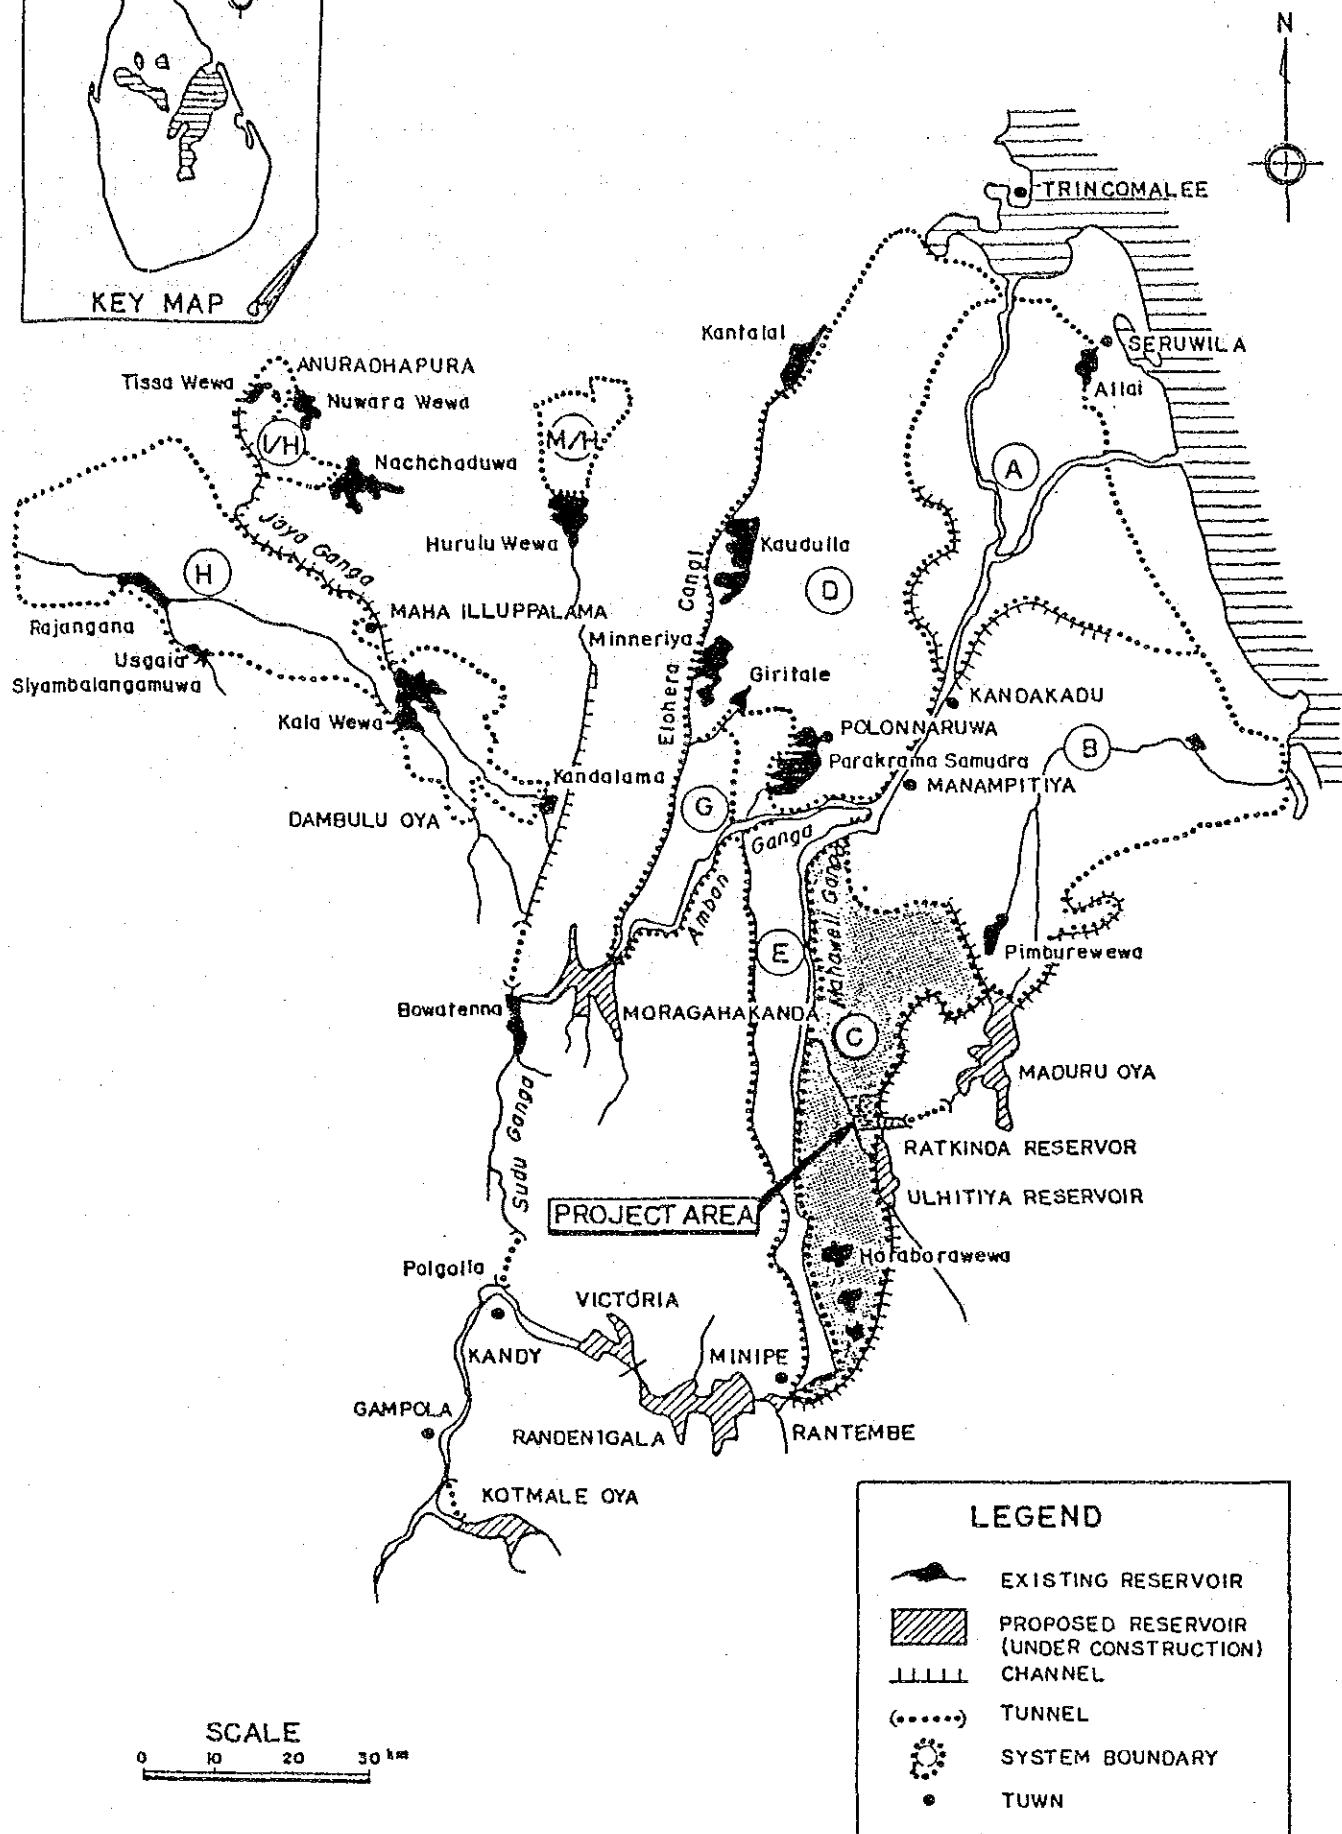 N
KEY MAP
TRINCOMALEE
Kantalai
SERUWILA
Allai
ANURADHAPURA
Tissa Wewa
Nuwara Wewa
I/H
M/H
Nachchaduwa
A
Jaya Ganga
Hurulu Wewa
Kaudulla
H
D
MAHA ILLUPPALAMA
Rajangana
Minneriya
Elahera Canal
Usgala
Siyambalangamuwa
Giritale
KANDAKADU
Kala Wewa
POLONNARUWA
B
Parakrama Samudra
Kandalama
MANAMPITIYA
G
DAMBULU OYA
Amban Ganga
Mahaweli Ganga
E
Pimburewewa
Bowatenna
MORAGAHAKANDA
C
MADURU OYA
Sudu Ganga
RATKINDA RESERVOR
ULHITIYA RESERVOIR
PROJECT AREA
Horaborawewa
Polgolla
VICTORIA
KANDY
MINIPE
GAMPOLA
RANDENIGALA
RANTEMBE
KOTMALE OYA
LEGEND
EXISTING RESERVOIR
PROPOSED RESERVOIR
(UNDER CONSTRUCTION)
CHANNEL
TUNNEL
SYSTEM BOUNDARY
TUWN
SCALE
0 10 20 30 km